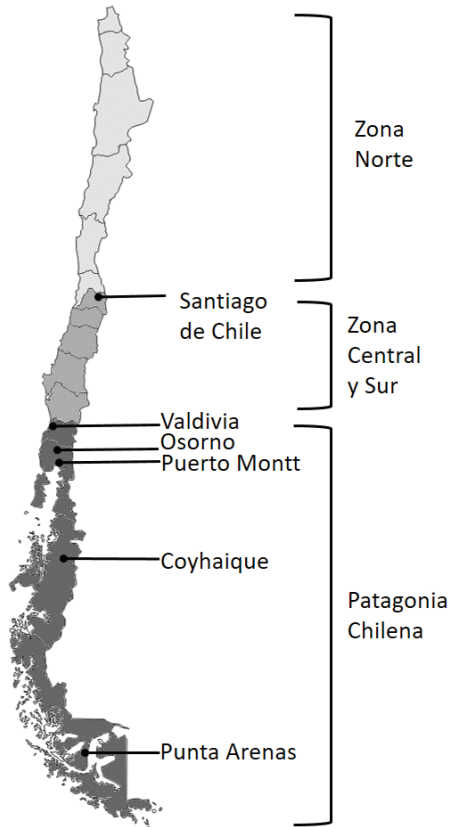 Zona
Norte
Santiago
de Chile
Zona
Central
y Sur
Valdivia
Osorno
Puerto Montt
Coyhaique
Patagonia
Chilena
Punta Arenas